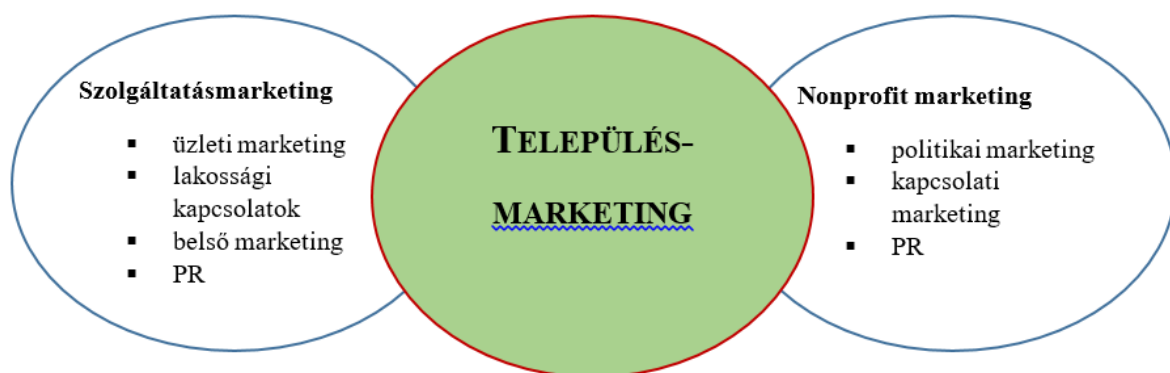 Szolgáltatásmarketing
▪ üzleti marketing
▪ lakossági
kapcsolatok
▪ belső marketing
▪ PR
TELEPÜLÉS-
MARKETING
Nonprofit marketing
▪ politikai marketing
▪ kapcsolati
marketing
▪ PR